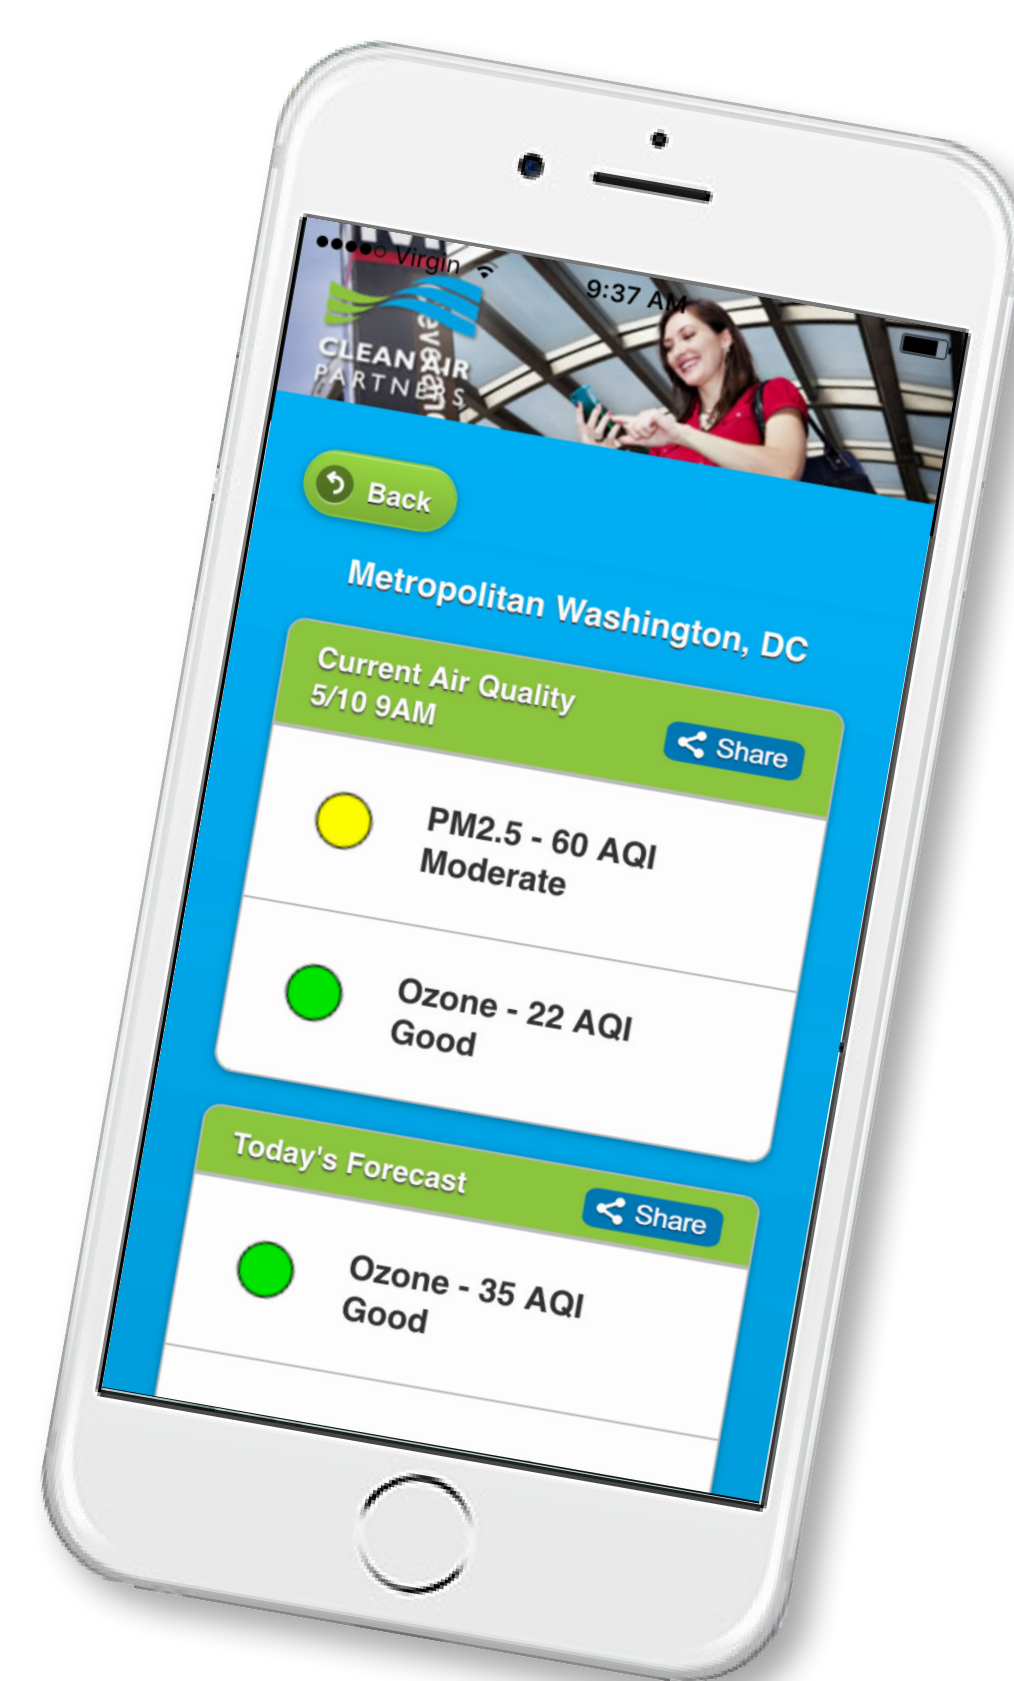 Virgin
9:37 AM
CLEAN AIR
PARTNERS
Back
Metropolitan Washington, DC
Current Air Quality
5/10 9AM
Share
PM2.5 - 60 AQI
Moderate
Ozone - 22 AQI
Good
Today's Forecast
Share
Ozone - 35 AQI
Good